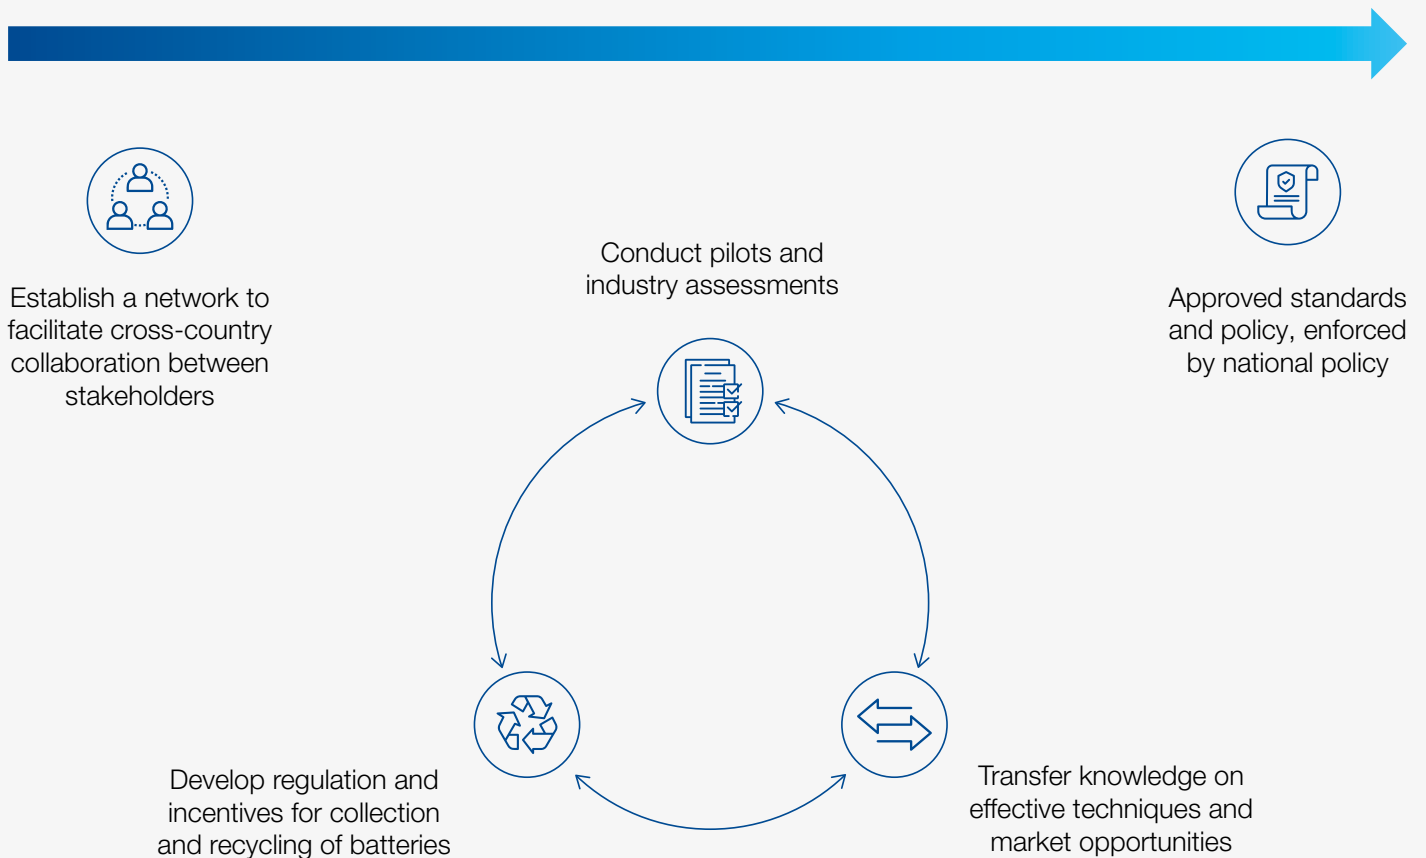 Establish a network to
facilitate cross-country
collaboration between
stakeholders
Conduct pilots and
industry assessments
Approved standards
and policy, enforced
by national policy
Develop regulation and
incentives for collection
and recycling of batteries
Transfer knowledge on
effective techniques and
market opportunities